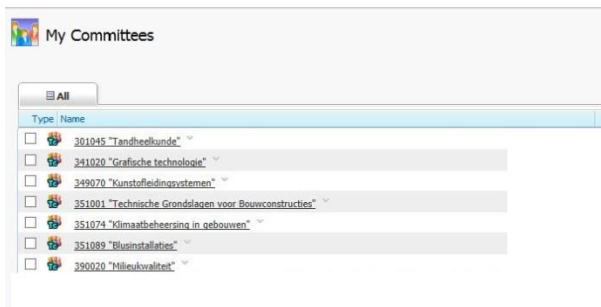 My Committees
All
Type Name
301045 "Tandheelkunde"
341020 "Grafische technologie"
349070 "Kunstofleidingsystemen"
351001 "Technische Grondslagen voor Bouwconstructies"
351074 "Klimaatbeheersing in gebouwen"
351089 "Blusinstallaties"
390020 "Milieukwaliteit"